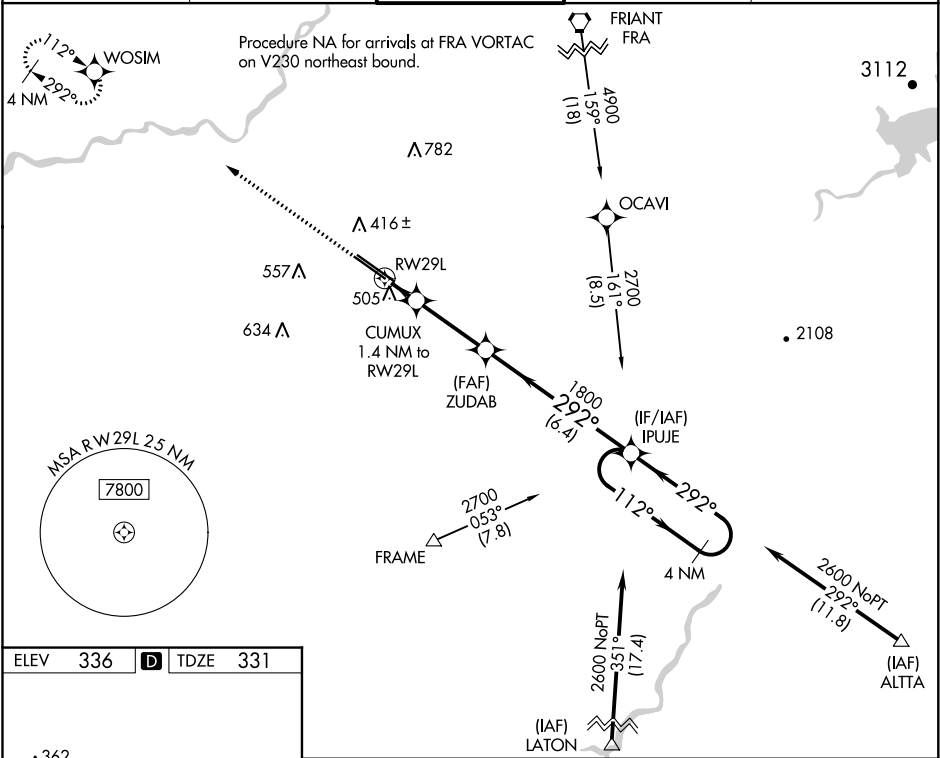 WOSIM
112°
292°
4 NM
Procedure NA for arrivals at FRA VORTAC
on V230 northeast bound.
FRIANT
FRA
3112
4900
159°
(18)
782
OCAVI
416±
RW29L
557
505
2700
161°
(8.5)
634
CUMUX
1.4 NM to
RW29L
2108
(FAF)
ZUDAB
1800
292°
(6.4)
(IF/IAF)
IPUJE
MSA RW29L 25 NM
7800
292°
112°
2700
053°
(7.8)
FRAME
4 NM
2600 NoPT
292°
(11.8)
2600 NoPT
351°
(17.4)
(IAF)
ALTTA
ELEV 336 D TDZE 331
(IAF)
LATON
362